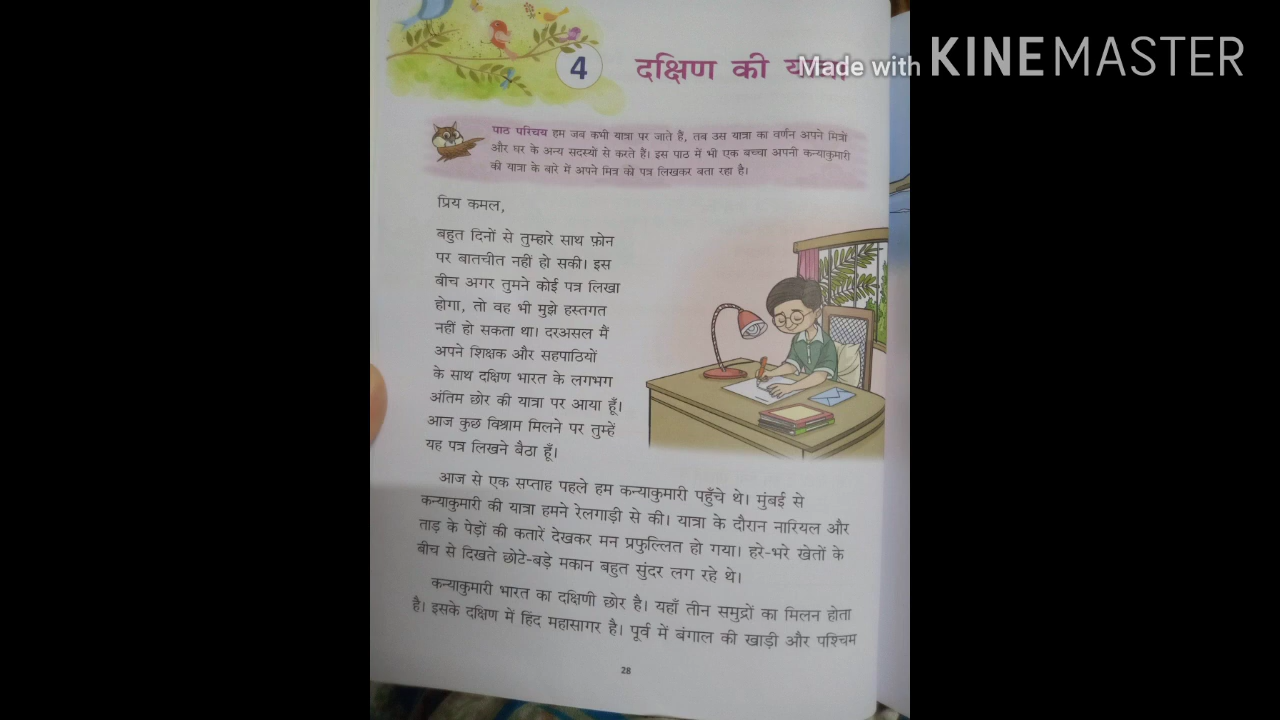 Made with KINEMASTER
4
दक्षिण की
पाठ परिचय हम जब कभी यात्रा पर जाते हैं, तब उस यात्रा का वर्णन अपने मित्रों
और घर के अन्य सदस्यों से करते हैं। इस पाठ में भी एक बच्चा अपनी कन्याकुमारी
की यात्रा के बारे में अपने मित्र को पत्र लिखकर बता रहा है।
प्रिय कमल,
बहुत दिनों से तुम्हारे साथ फ़ोन
पर बातचीत नहीं हो सकी। इस
बीच अगर तुमने कोई पत्र लिखा
होगा, तो वह भी मुझे हस्तगत
नहीं हो सकता था। दरअसल मैं
अपने शिक्षक और सहपाठियों
के साथ दक्षिण भारत के लगभग
अंतिम छोर की यात्रा पर आया हूँ।
आज कुछ विश्राम मिलने पर तुम्हें
यह पत्र लिखने बैठा हूँ।
आज से एक सप्ताह पहले हम कन्याकुमारी पहुँचे थे। मुंबई से
कन्याकुमारी की यात्रा हमने रेलगाड़ी से की। यात्रा के दौरान नारियल और
ताड़ के पेड़ों की कतारें देखकर मन प्रफुल्लित हो गया। हरे-भरे खेतों के
बीच से दिखते छोटे-बड़े मकान बहुत सुंदर लग रहे थे।
कन्याकुमारी भारत का दक्षिणी छोर है। यहाँ तीन समुद्रों का मिलन होता
है। इसके दक्षिण में हिंद महासागर है। पूर्व में बंगाल की खाड़ी और पश्चिम
28